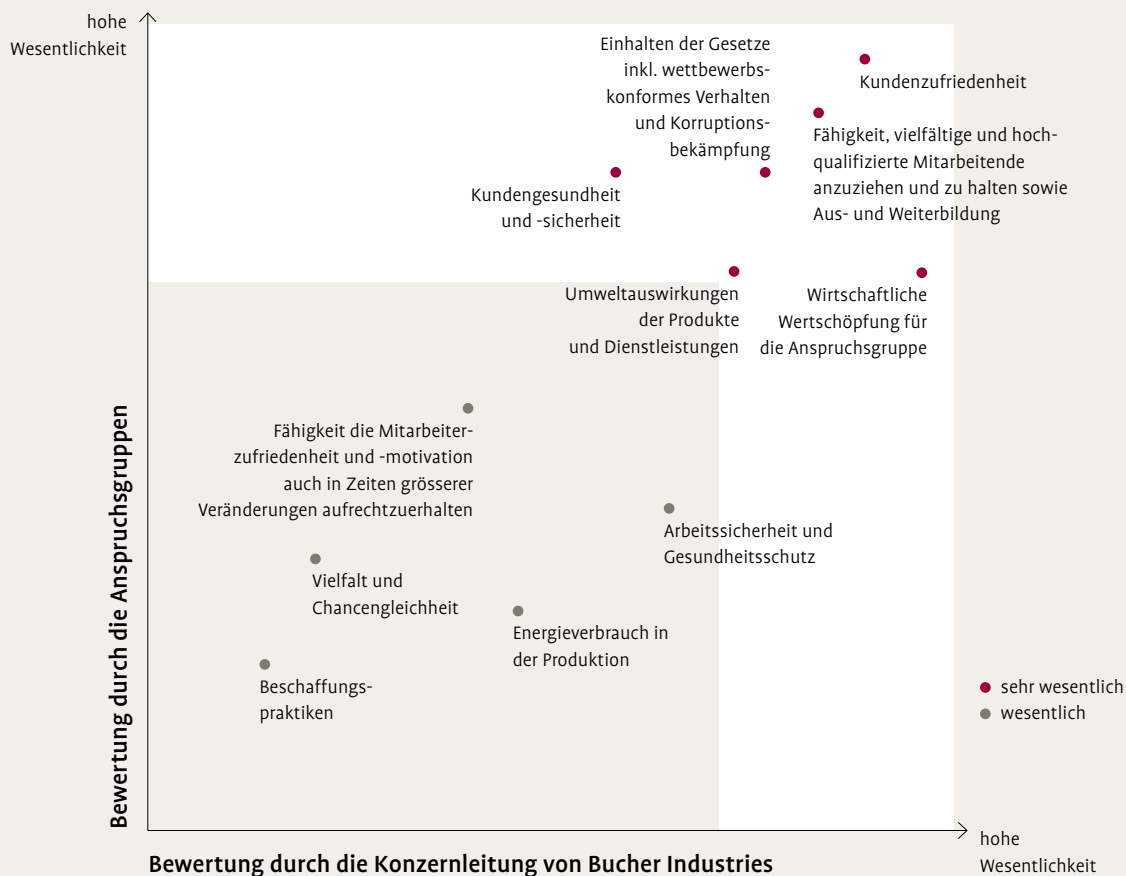 hohe
Wesentlichkeit
Einhalten der Gesetze
inkl. wettbewerbs-
konformes Verhalten
und Korruptions-
bekämpfung
Kundenzufriedenheit
Fähigkeit, vielfältige und hoch-
qualifizierte Mitarbeitende
anzuziehen und zu halten sowie
Aus- und Weiterbildung
Kundengesundheit
und -sicherheit
Umweltauswirkungen
der Produkte
und Dienstleistungen
Wirtschaftliche
Wertschöpfung für
die Anspruchsgruppe
Fähigkeit die Mitarbeiter-
zufriedenheit und -motivation
auch in Zeiten grösserer
Veränderungen aufrechtzuerhalten
Arbeitssicherheit und
Gesundheitsschutz
Vielfalt und
Chancengleichheit
Energieverbrauch in
der Produktion
Beschaffungs-
praktiken
sehr wesentlich
wesentlich
Bewertung durch die Anspruchsgruppen
Bewertung durch die Konzernleitung von Bucher Industries
hohe
Wesentlichkeit